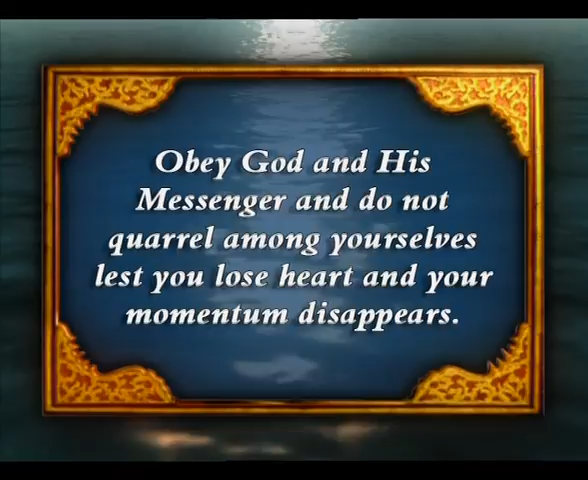 Obey God and His
Messenger and do not
quarrel among yourselves
lest you lose heart and your
momentum disappears.